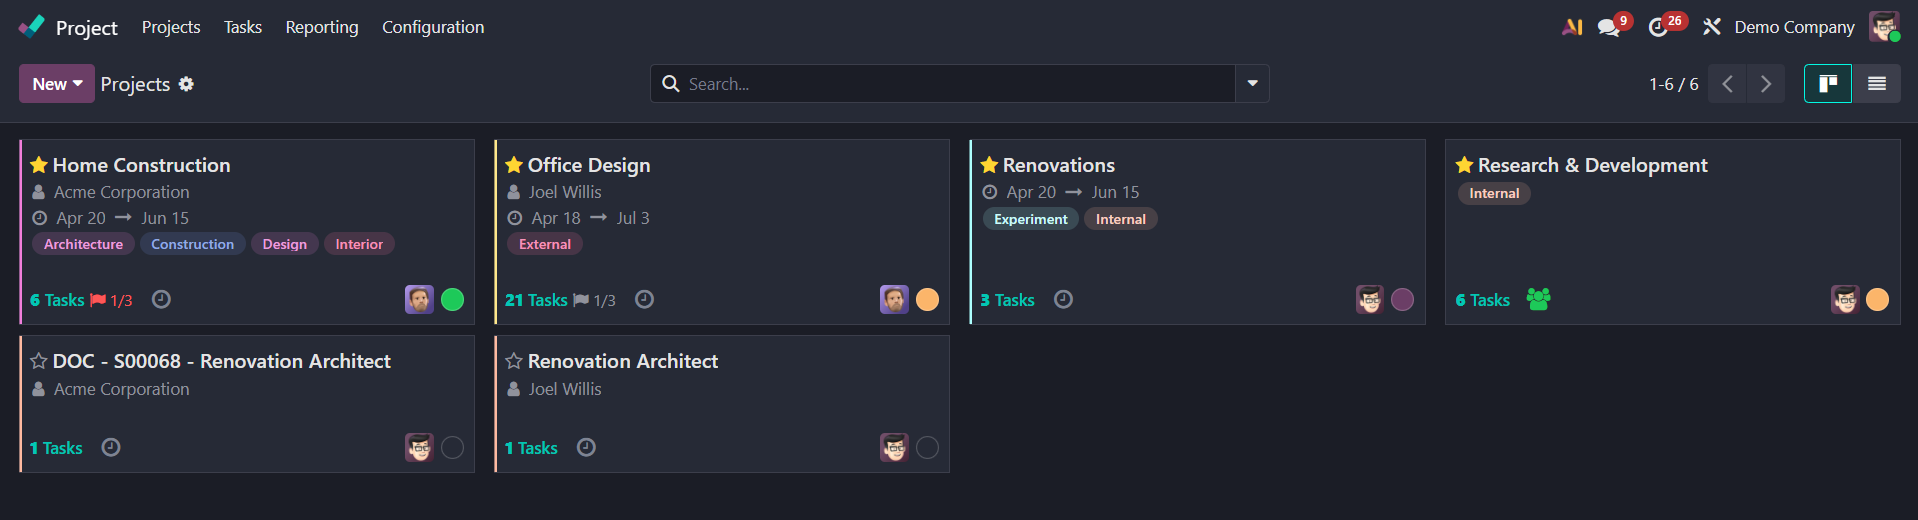 Project Projects Tasks Reporting Configuration AI 9 26 Demo Company
New Projects Search... 1-6 / 6
Home Construction
Acme Corporation
Apr 20 → Jun 15
Architecture Construction Design Interior
6 Tasks 1/3
Office Design
Joel Willis
Apr 18 → Jul 3
External
21 Tasks 1/3
Renovations
Apr 20 → Jun 15
Experiment Internal
3 Tasks
Research & Development
Internal
6 Tasks
DOC - S00068 - Renovation Architect
Acme Corporation
1 Tasks
Renovation Architect
Joel Willis
1 Tasks